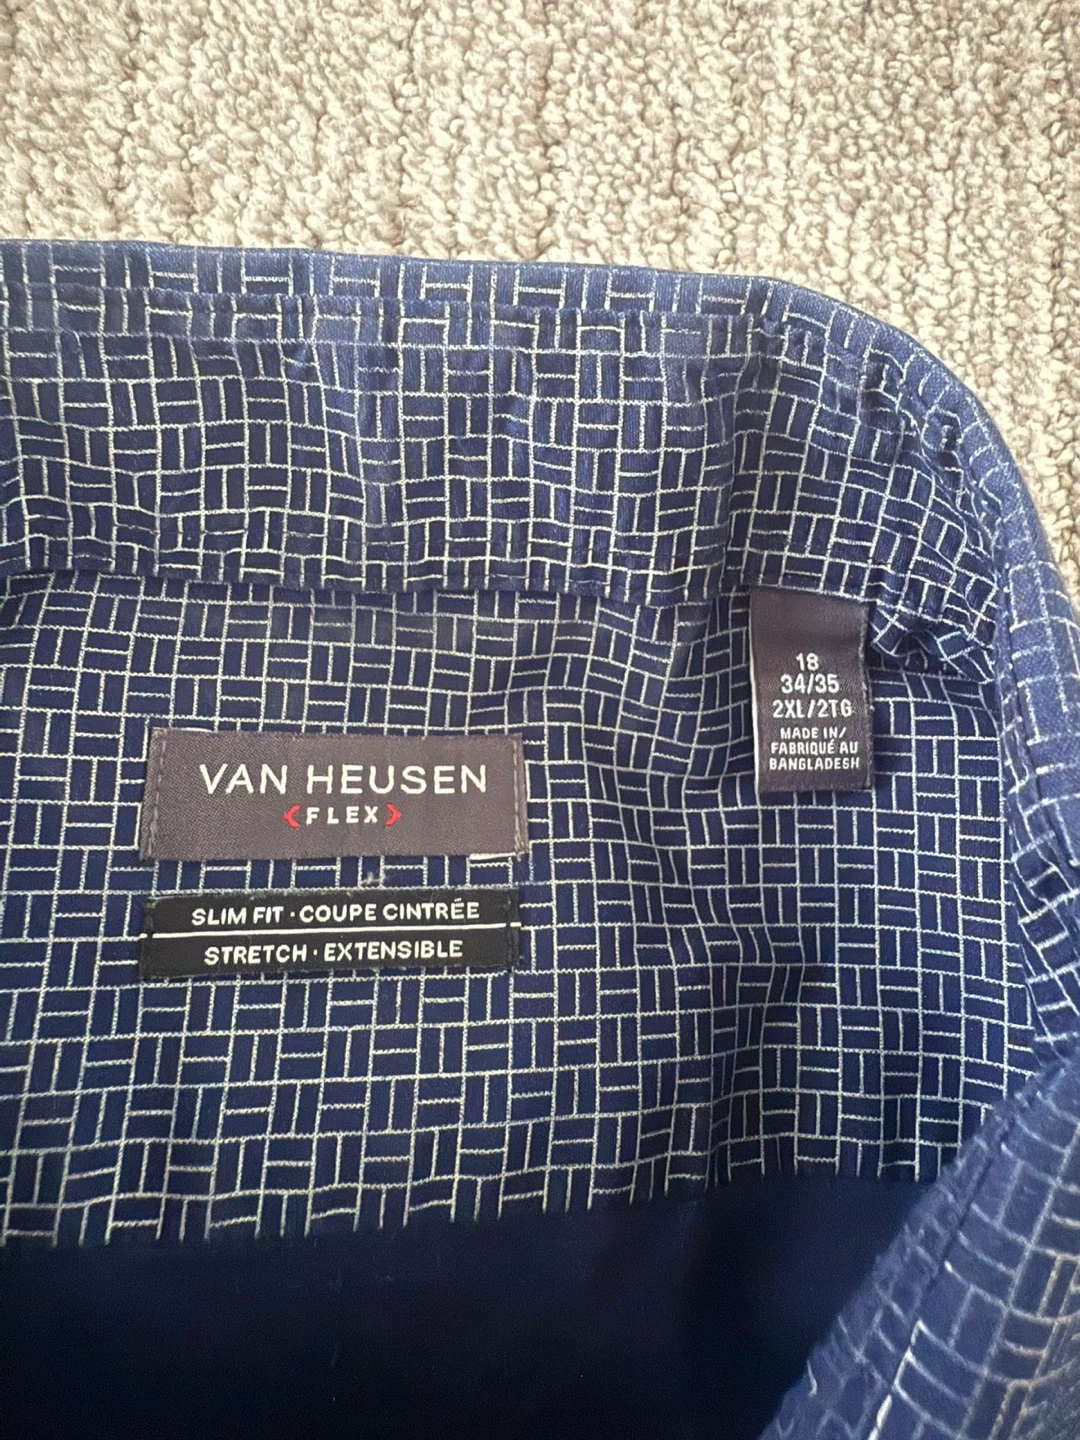 18
34/35
2XL/2TG
MADE IN/
FABRIQUÉ AU
BANGLADESH
VAN HEUSEN
FLEX
SLIM FIT · COUPE CINTRÉE
STRETCH · EXTENSIBLE